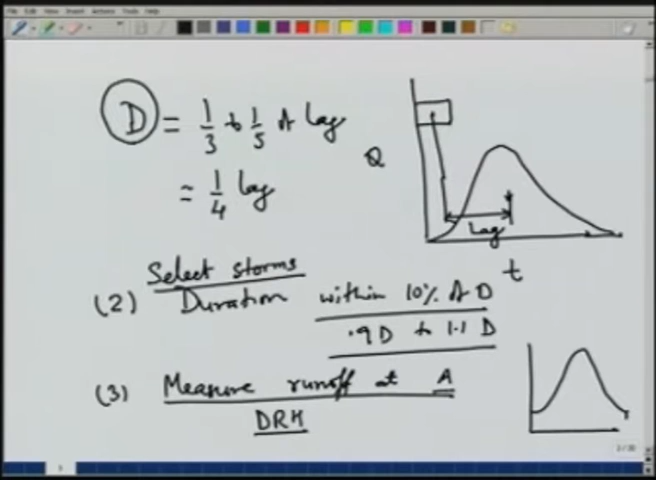 D = 1/3 to 1/5 of lag
≈ 1/4 lag
Q
Lag
t
Select storms
(2) Duration within 10% of D
.9D to 1.1 D
(3) Measure runoff at A
DRH